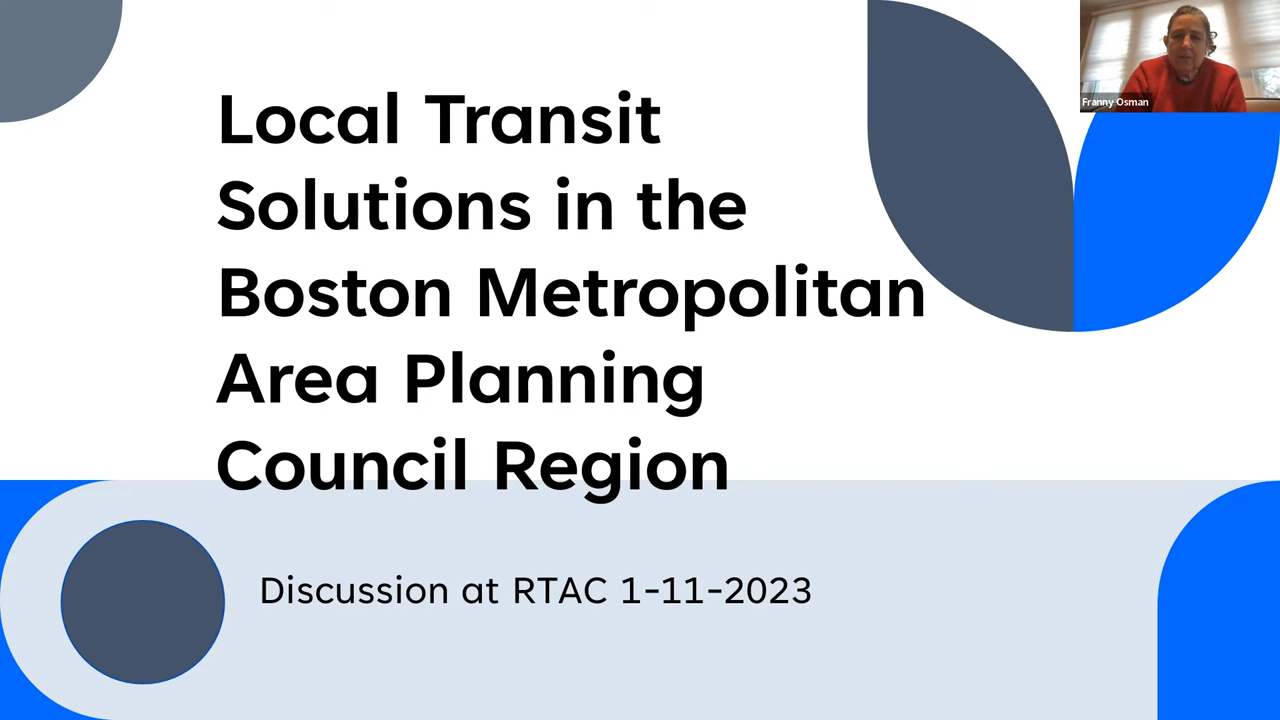 Local Transit
Solutions in the
Boston Metropolitan
Area Planning
Council Region
Discussion at RTAC 1-11-2023
Franny Osman